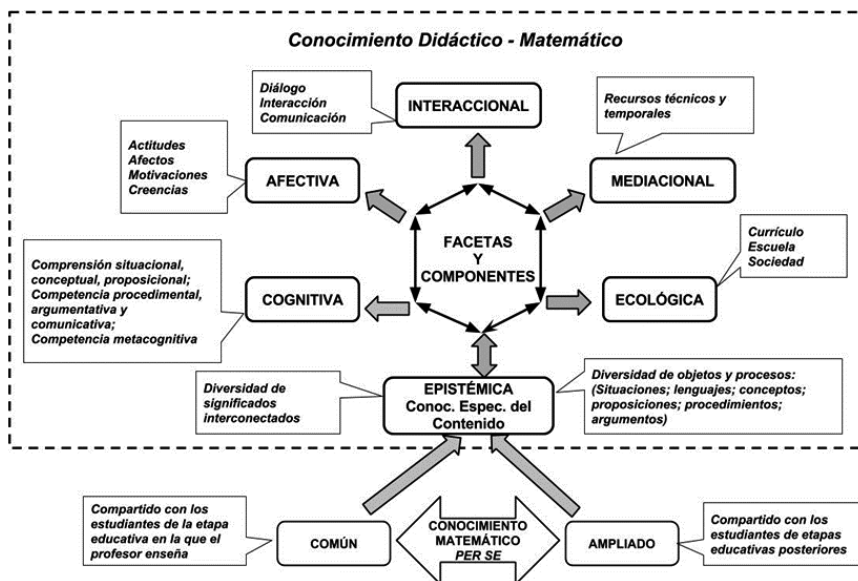 Conocimiento Didáctico - Matemático
Diálogo
Interacción
Comunicación
INTERACCIONAL
Recursos técnicos y
temporales
Actitudes
Afectos
Motivaciones
Creencias
AFECTIVA
MEDIACIONAL
FACETAS
Y
COMPONENTES
Currículo
Escuela
Sociedad
Comprensión situacional,
conceptual, proposicional;
Competencia procedimental,
argumentativa y
comunicativa;
Competencia metacognitiva
COGNITIVA
ECOLÓGICA
Diversidad de
significados
interconectados
EPISTÉMICA
Conoc. Espec. del
Contenido
Diversidad de objetos y procesos:
(Situaciones; lenguajes; conceptos;
proposiciones; procedimientos;
argumentos)
Compartido con los
estudiantes de la etapa
educativa en la que el
profesor enseña
COMÚN
CONOCIMIENTO
MATEMÁTICO
PER SE
AMPLIADO
Compartido con los
estudiantes de etapas
educativas posteriores